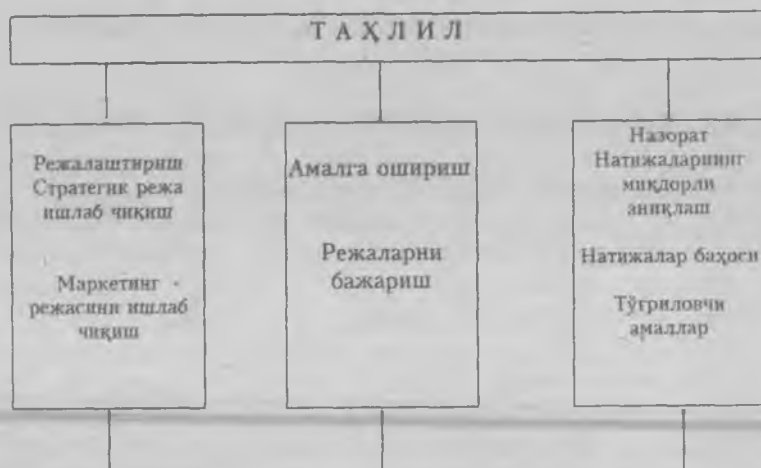 ТАҲЛИЛ
Режалаштириш
Стратегик режа
ишлаб чиқиш
Маркетинг
режасини ишлаб
чиқиш
Амалга ошириш
Режаларни
бажариш
Назорат
Натижаларнинг
миқдорли
аниқлаш
Натижалар баҳоси
Тўғриловчи
амаллар